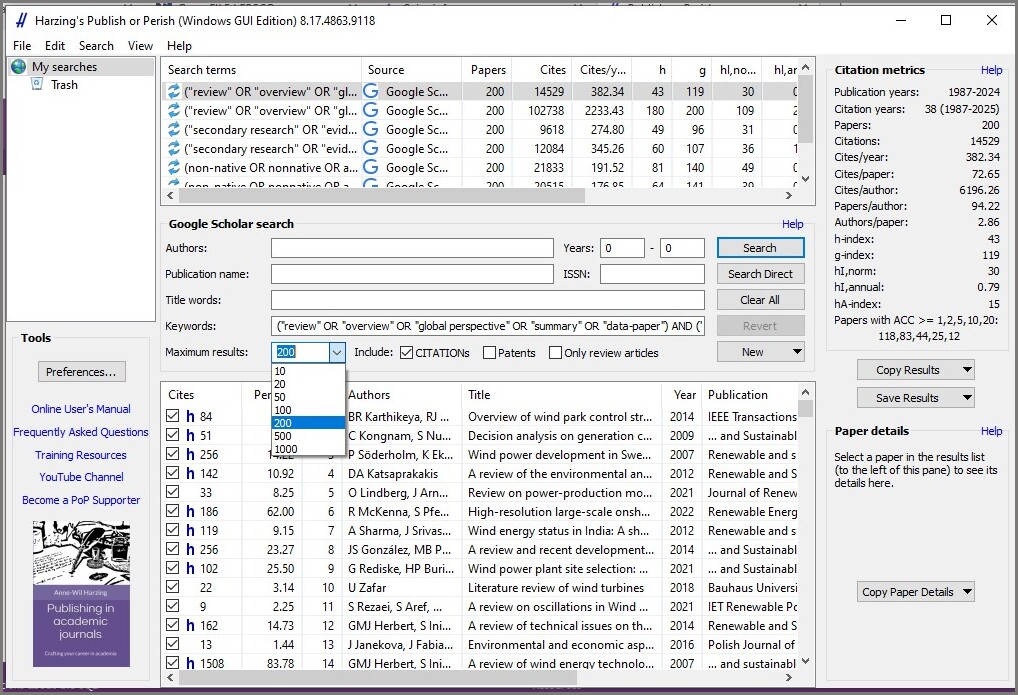 Harzing's Publish or Perish (Windows GUI Edition) 8.17.4863.9118
File Edit Search View Help
My searches
Trash
Search terms Source Papers Cites Cites/y... h g hI,no... hI,ar
("review" OR "overview" OR "gl... Google Sc... 200 14529 382.34 43 119 30
("review" OR "overview" OR "gl... Google Sc... 200 102738 2233.43 180 200 109
("secondary research" OR "evid... Google Sc... 200 9618 274.80 49 96 31
("secondary research" OR "evid... Google Sc... 200 12084 345.26 60 107 36
(non-native OR nonnative OR a... Google Sc... 200 21833 191.52 81 140 49
(non-native OR nonnative OR a... Google Sc... 200 20515 176.85 64 141
Google Scholar search Help
Authors: Years: 0 - 0 Search
Publication name: ISSN: Search Direct
Title words: Clear All
Keywords: ("review" OR "overview" OR "global perspective" OR "summary" OR "data-paper") AND (" Revert
Maximum results: 200 Include: CITATIONs Patents Only review articles New
10
20
50
100
200
500
1000
Cites Per Authors Title Year Publication
h 84 BR Karthikeya, RJ ... Overview of wind park control str... 2014 IEEE Transactions
h 51 C Kongnam, S Nu... Decision analysis on generation c... 2009 ... and Sustainabl
h 256 P Söderholm, K Ek... Wind power development in Swe... 2007 Renewable and s
h 142 10.92 4 DA Katsaprakakis A review of the environmental an... 2012 Renewable and S
33 8.25 5 O Lindberg, J Arn... Review on power-production mo... 2021 Journal of Renew
h 186 62.00 6 R McKenna, S Pfe... High-resolution large-scale onsh... 2022 Renewable Energ
h 119 9.15 7 A Sharma, J Srivas... Wind energy status in India: A sh... 2012 Renewable and s
h 256 23.27 8 JS González, MB P... A review and recent development... 2014 ... and Sustainabl
h 102 25.50 9 G Rediske, HP Buri... Wind power plant site selection: ... 2021 ... and Sustainabl
22 3.14 10 U Zafar Literature review of wind turbines 2018 Bauhaus Universi
9 2.25 11 S Rezaei, S Aref, ... A review on oscillations in Wind ... 2021 IET Renewable Po
h 162 14.73 12 GMJ Herbert, S Ini... A review of technical issues on th... 2014 Renewable and S
13 1.44 13 J Janekova, J Fabia... Environmental and economic asp... 2016 Polish Journal of
h 1508 83.78 14 GMJ Herbert, S Ini... A review of wind energy technolo... 2007 ... and sustainabl
Tools
Preferences...
Online User's Manual
Frequently Asked Questions
Training Resources
YouTube Channel
Become a PoP Supporter
Anne-Wil Harzing
Publishing in
academic
journals
Crafting your career in academia
Citation metrics Help
Publication years: 1987-2024
Citation years: 38 (1987-2025)
Papers: 200
Citations: 14529
Cites/year: 382.34
Cites/paper: 72.65
Cites/author: 6196.26
Papers/author: 94.22
Authors/paper: 2.86
h-index: 43
g-index: 119
hI,norm: 30
hI,annual: 0.79
hA-index: 15
Papers with ACC >= 1,2,5,10,20:
118,83,44,25,12
Copy Results
Save Results
Paper details Help
Select a paper in the results list
(to the left of this pane) to see its
details here.
Copy Paper Details